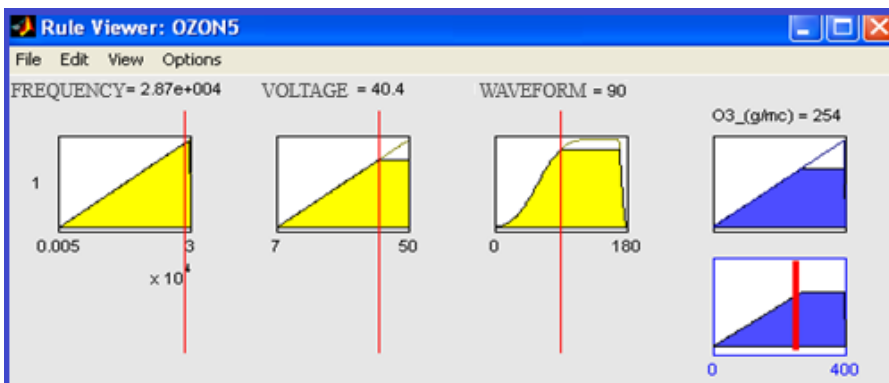 Rule Viewer: OZON5
File Edit View Options
FREQUENCY= 2.87e+004 VOLTAGE = 40.4 WAVEFORM = 90
O3_(g/mc) = 254
1
0.005 3 7 50 0 180
x 10^4
0 400